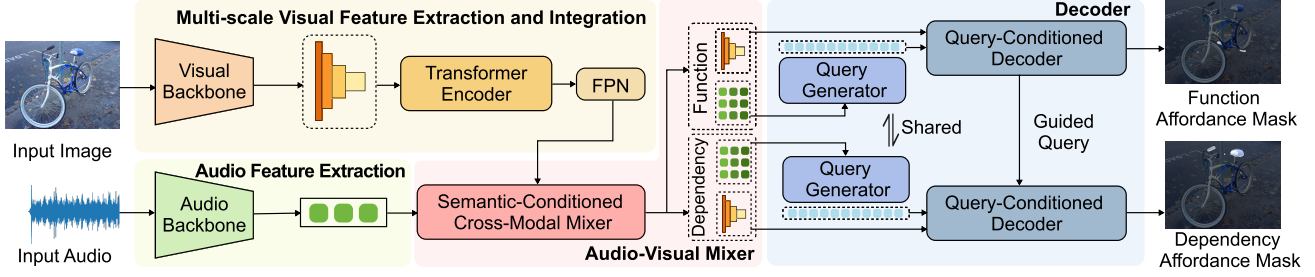 Multi-scale Visual Feature Extraction and Integration
Input Image
Visual
Backbone
Transformer
Encoder
FPN
Audio Feature Extraction
Input Audio
Audio
Backbone
Semantic-Conditioned
Cross-Modal Mixer
Audio-Visual Mixer
Function
Dependency
Decoder
Query
Generator
Shared
Query
Generator
Query-Conditioned
Decoder
Guided
Query
Query-Conditioned
Decoder
Function
Affordance Mask
Dependency
Affordance Mask